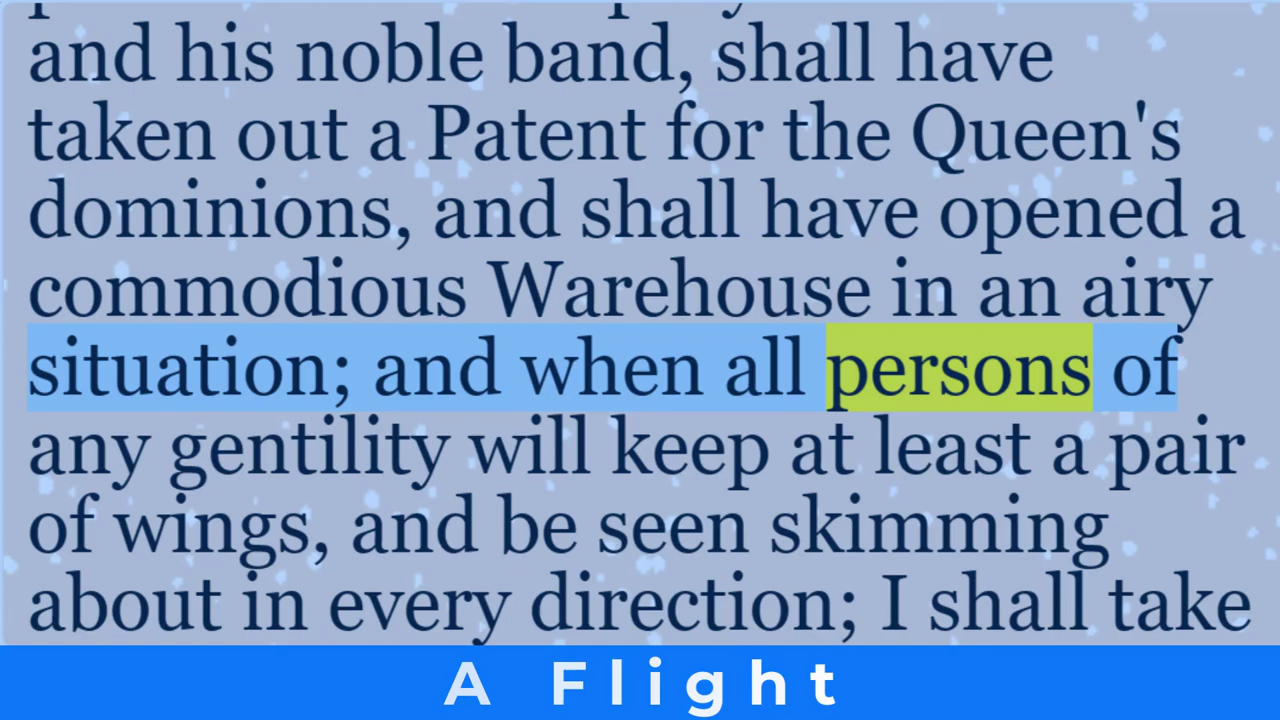 and his noble band, shall have
taken out a Patent for the Queen's
dominions, and shall have opened a
commodious Warehouse in an airy
situation; and when all persons of
any gentility will keep at least a pair
of wings, and be seen skimming
about in every direction; I shall take
A Flight